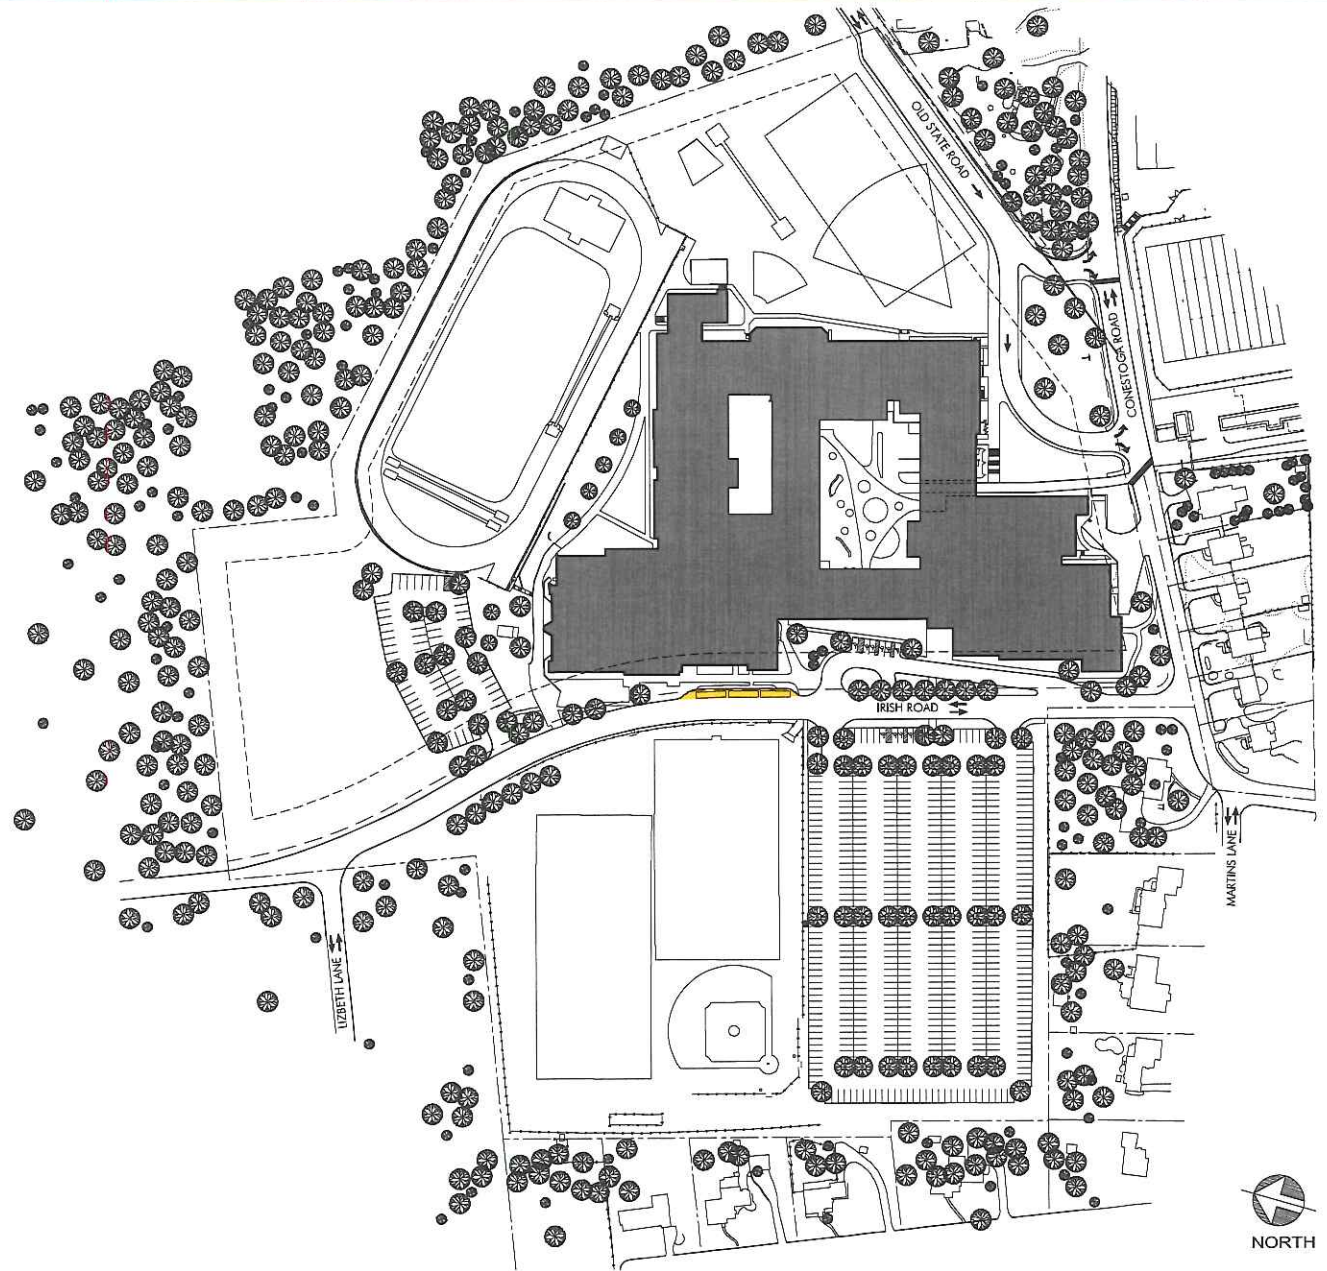 OLD STATE ROAD
CONESTOGA ROAD
IRISH ROAD
MARTINS LANE
LIZBETH LANE
NORTH